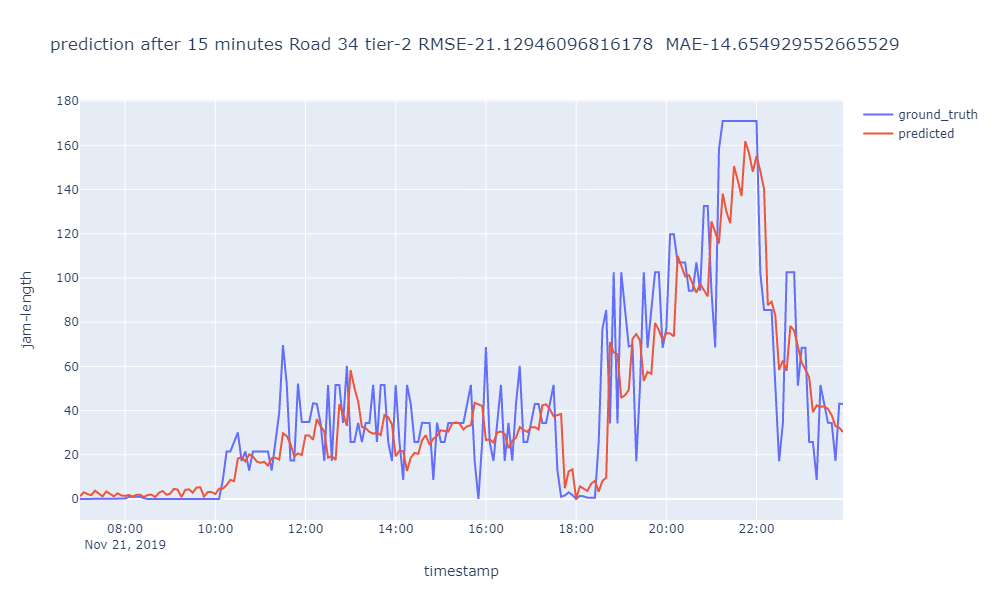 prediction after 15 minutes Road 34 tier-2 RMSE-21.12946096816178  MAE-14.654929552665529
180
160
140
120
100
80
60
40
20
0
jam-length
08:00 10:00 12:00 14:00 16:00 18:00 20:00 22:00
Nov 21, 2019
timestamp
ground_truth
predicted